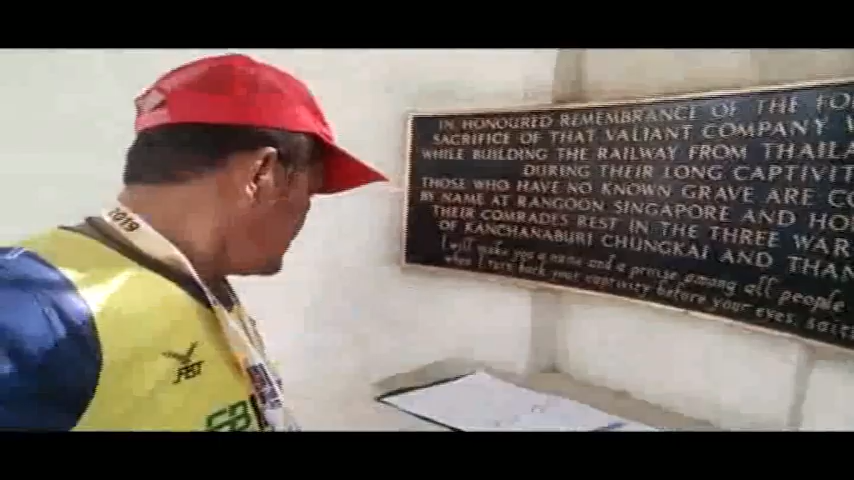 IN HONOURED REMEMBRANCE OF THE FO
SACRIFICE OF THAT VALIANT COMPANY
WHILE BUILDING THE RAILWAY FROM THAILA
DURING THEIR LONG CAPTIVIT
THOSE WHO HAVE NO KNOWN GRAVE ARE CO
BY NAME AT RANGOON SINGAPORE AND HO
THEIR COMRADES REST IN THE THREE WAR
OF KANCHANABURI CHUNGKAI AND THAN
I will make you a name and a praise among all people
when I turn back your captivity before your eyes, saith
2019
FBT